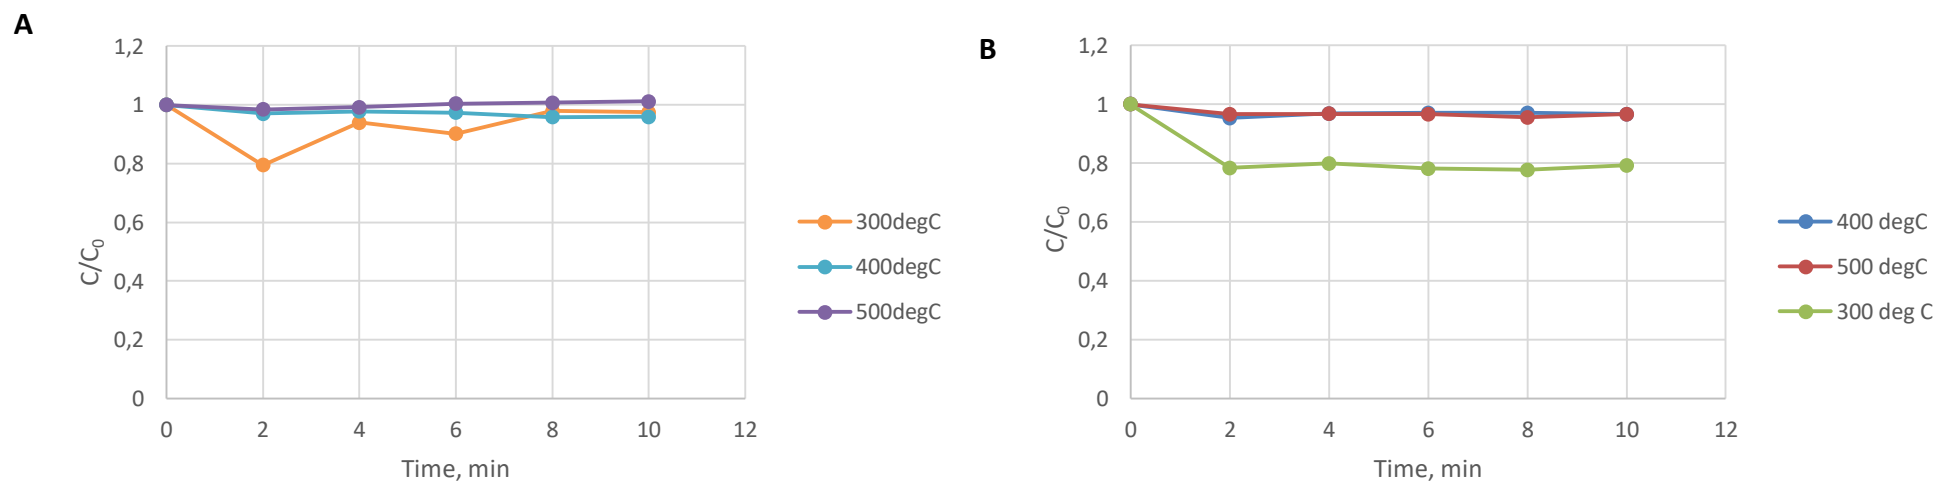 A
1,2
1
0,8
0,6
0,4
0,2
0
C/C0
0 2 4 6 8 10 12
Time, min
300degC
400degC
500degC
B
1,2
1
0,8
0,6
0,4
0,2
0
C/C0
0 2 4 6 8 10 12
Time, min
400 degC
500 degC
300 deg C